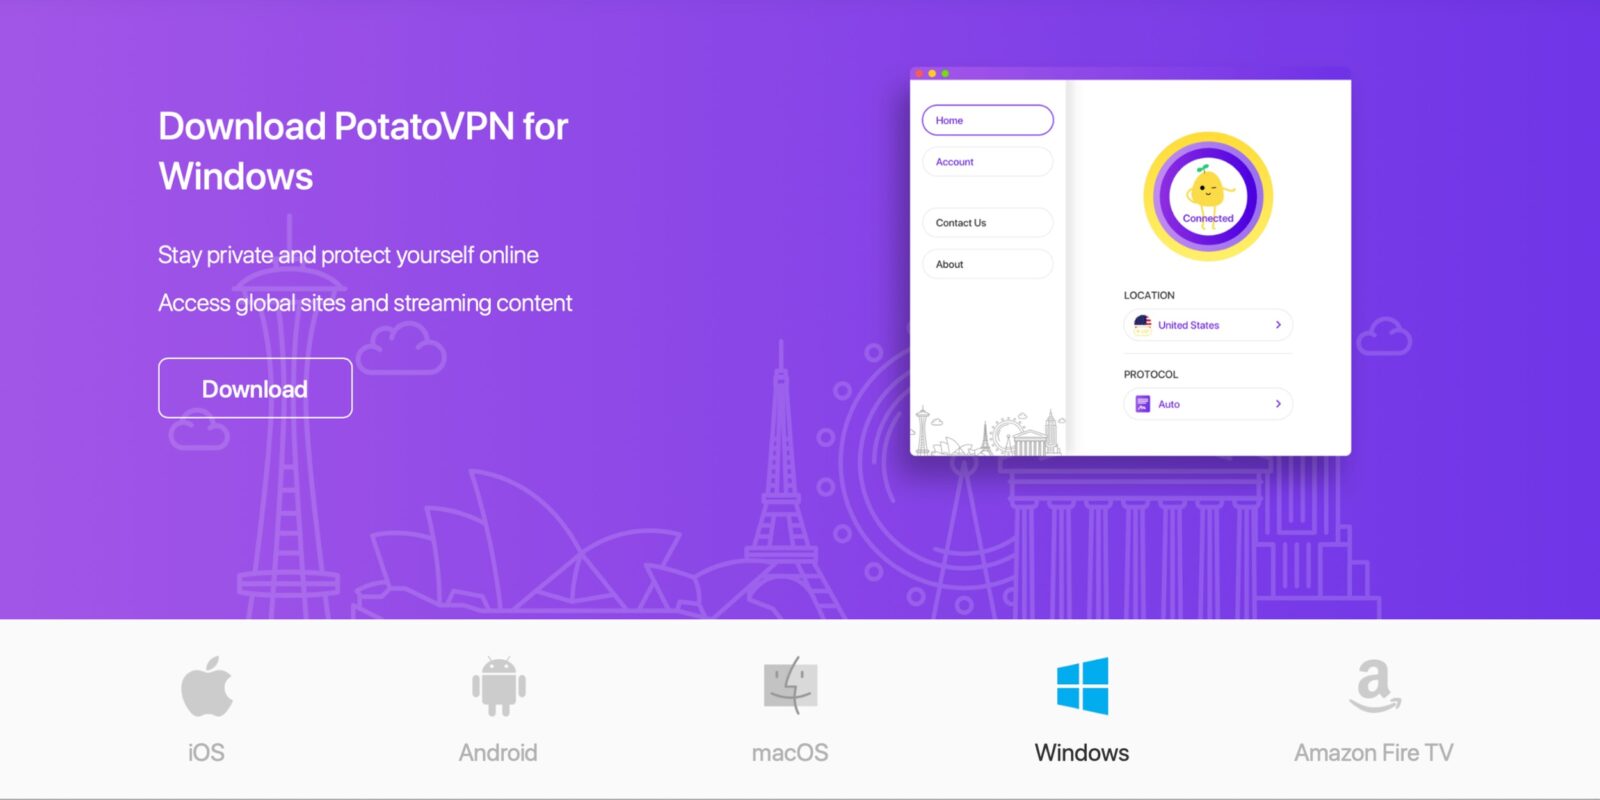 Download PotatoVPN for
Windows
Stay private and protect yourself online
Access global sites and streaming content
Download
Home
Account
Contact Us
About
Connected
LOCATION
United States
PROTOCOL
Auto
iOS
Android
macOS
Windows
Amazon Fire TV